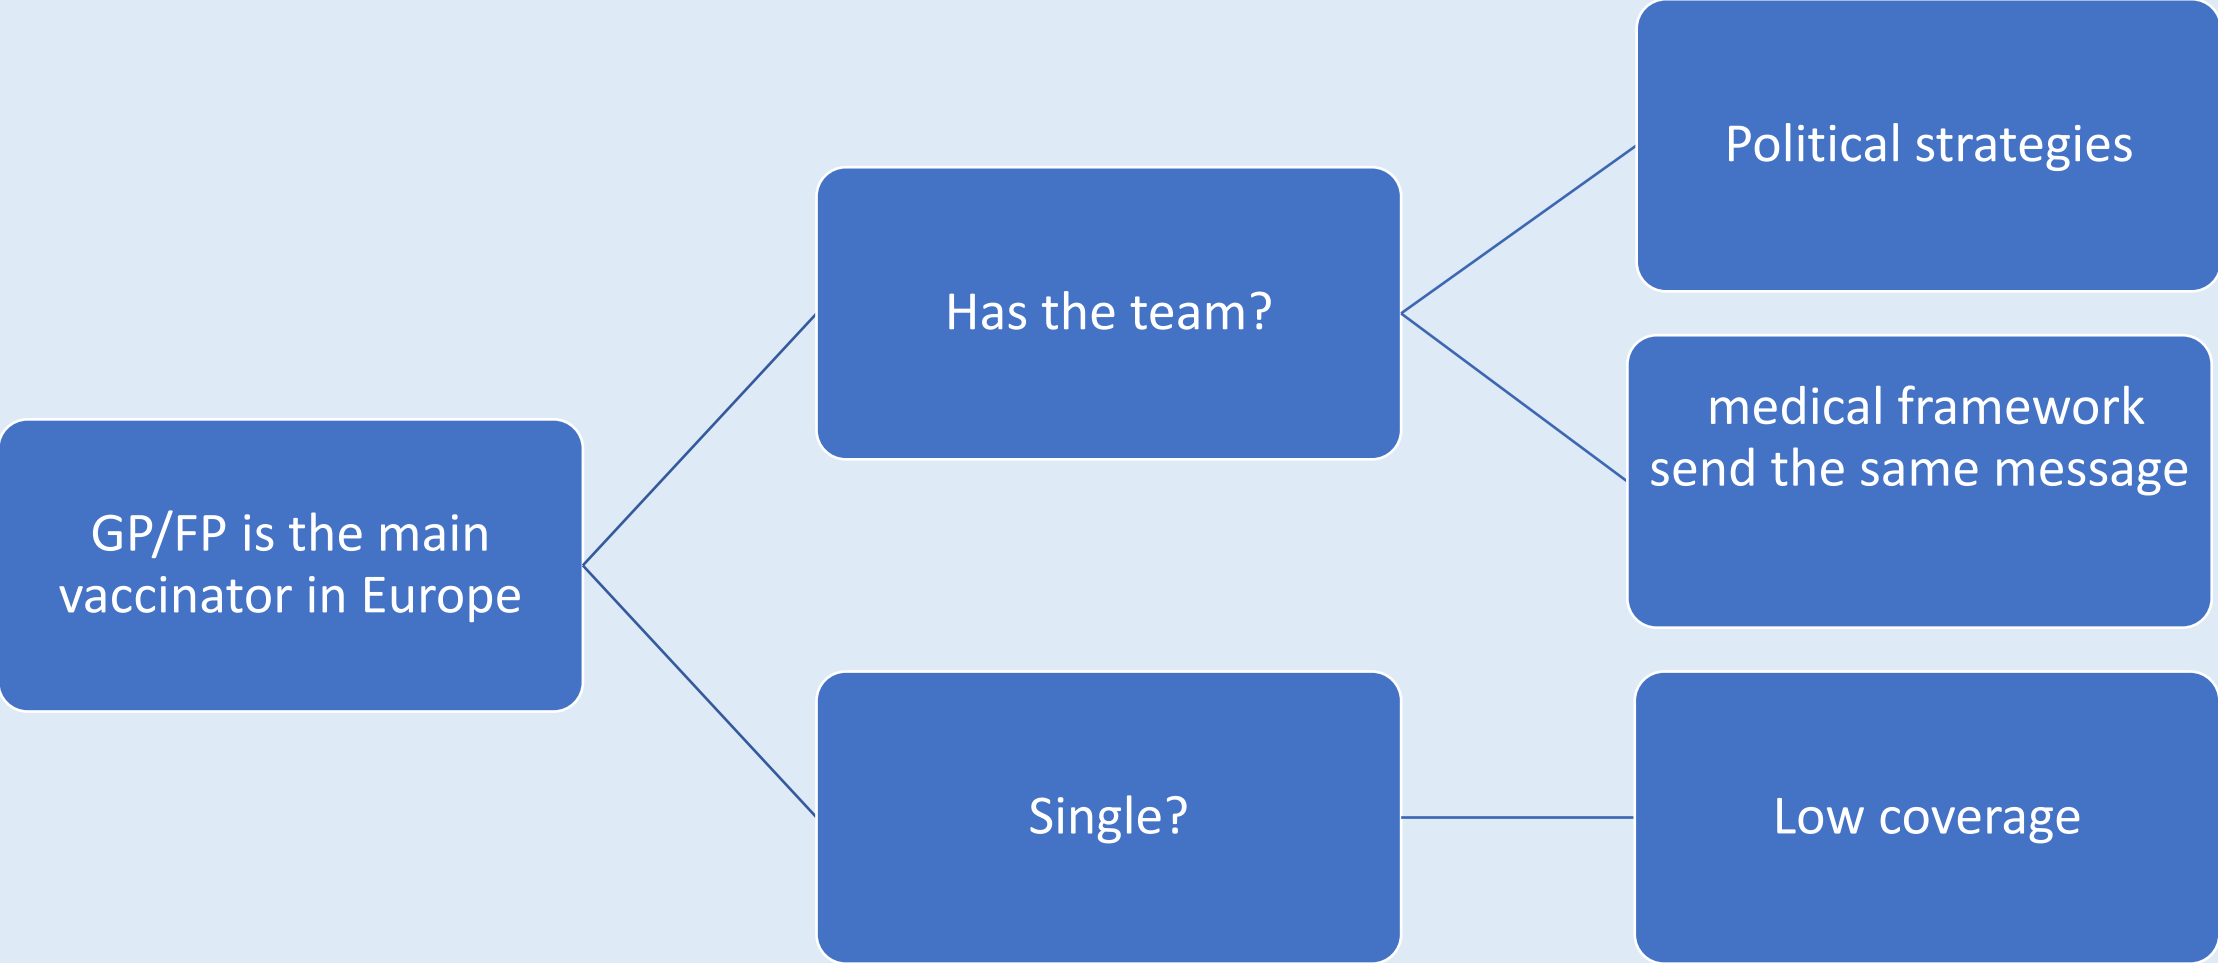 GP/FP is the main
vaccinator in Europe
Has the team?
Political strategies
medical framework
send the same message
Single?
Low coverage